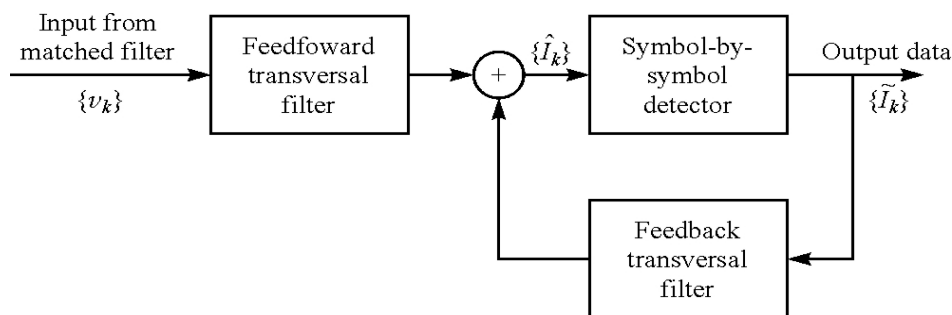 Input from
matched filter
{v_k}
Feedfoward
transversal
filter
+
{Î_k}
Symbol-by-
symbol
detector
Output data
{Ĩ_k}
Feedback
transversal
filter